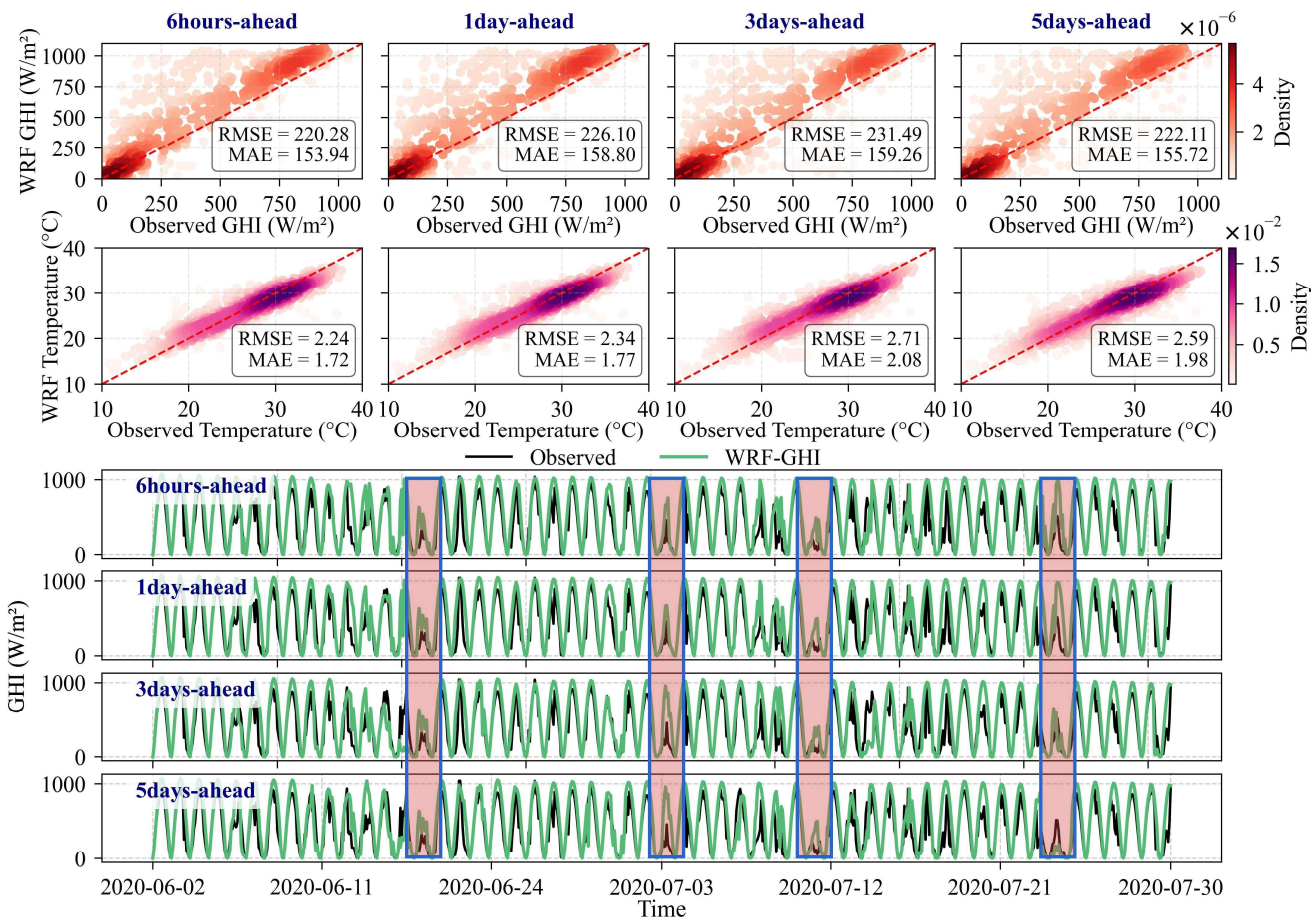 6hours-ahead 1day-ahead 3days-ahead 5days-ahead
×10⁻⁶
WRF GHI (W/m²)
1000
750
500
250
0
RMSE = 220.28
MAE = 153.94
RMSE = 226.10
MAE = 158.80
RMSE = 231.49
MAE = 159.26
RMSE = 222.11
MAE = 155.72
4
2
Density
0 250 500 750 1000 0 250 500 750 1000 0 250 500 750 1000 0 250 500 750 1000
Observed GHI (W/m²) Observed GHI (W/m²) Observed GHI (W/m²) Observed GHI (W/m²)
×10⁻²
WRF Temperature (°C)
40
30
20
10
RMSE = 2.24
MAE = 1.72
RMSE = 2.34
MAE = 1.77
RMSE = 2.71
MAE = 2.08
RMSE = 2.59
MAE = 1.98
1.5
1.0
0.5
Density
10 20 30 40 10 20 30 40 10 20 30 40 10 20 30 40
Observed Temperature (°C) Observed Temperature (°C) Observed Temperature (°C) Observed Temperature (°C)
Observed WRF-GHI
GHI (W/m²)
1000
6hours-ahead
0
1000
1day-ahead
0
1000
3days-ahead
0
1000
5days-ahead
0
2020-06-02 2020-06-11 2020-06-24 2020-07-03 2020-07-12 2020-07-21 2020-07-30
Time